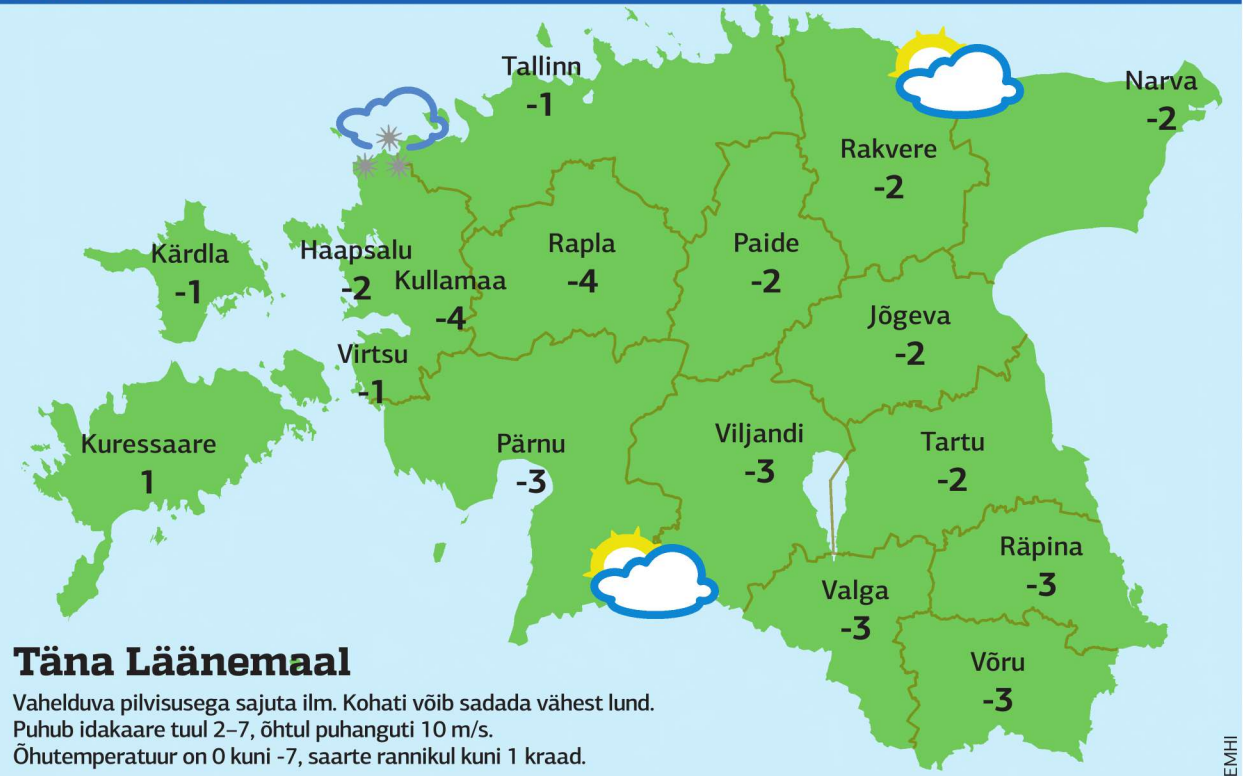 Tallinn
-1
Narva
-2
Rakvere
-2
Kärdla
-1
Haapsalu
-2
Kullamaa
-4
Rapla
-4
Paide
-2
Jõgeva
-2
Virtsu
-1
Kuressaare
1
Pärnu
-3
Viljandi
-3
Tartu
-2
Räpina
-3
Valga
-3
Võru
-3
Täna Läänemaal
Vahelduva pilvisusega sajuta ilm. Kohati võib sadada vähest lund.
Puhub idakaare tuul 2–7, õhtul puhanguti 10 m/s.
Õhutemperatuur on 0 kuni -7, saarte rannikul kuni 1 kraad.
EMHI